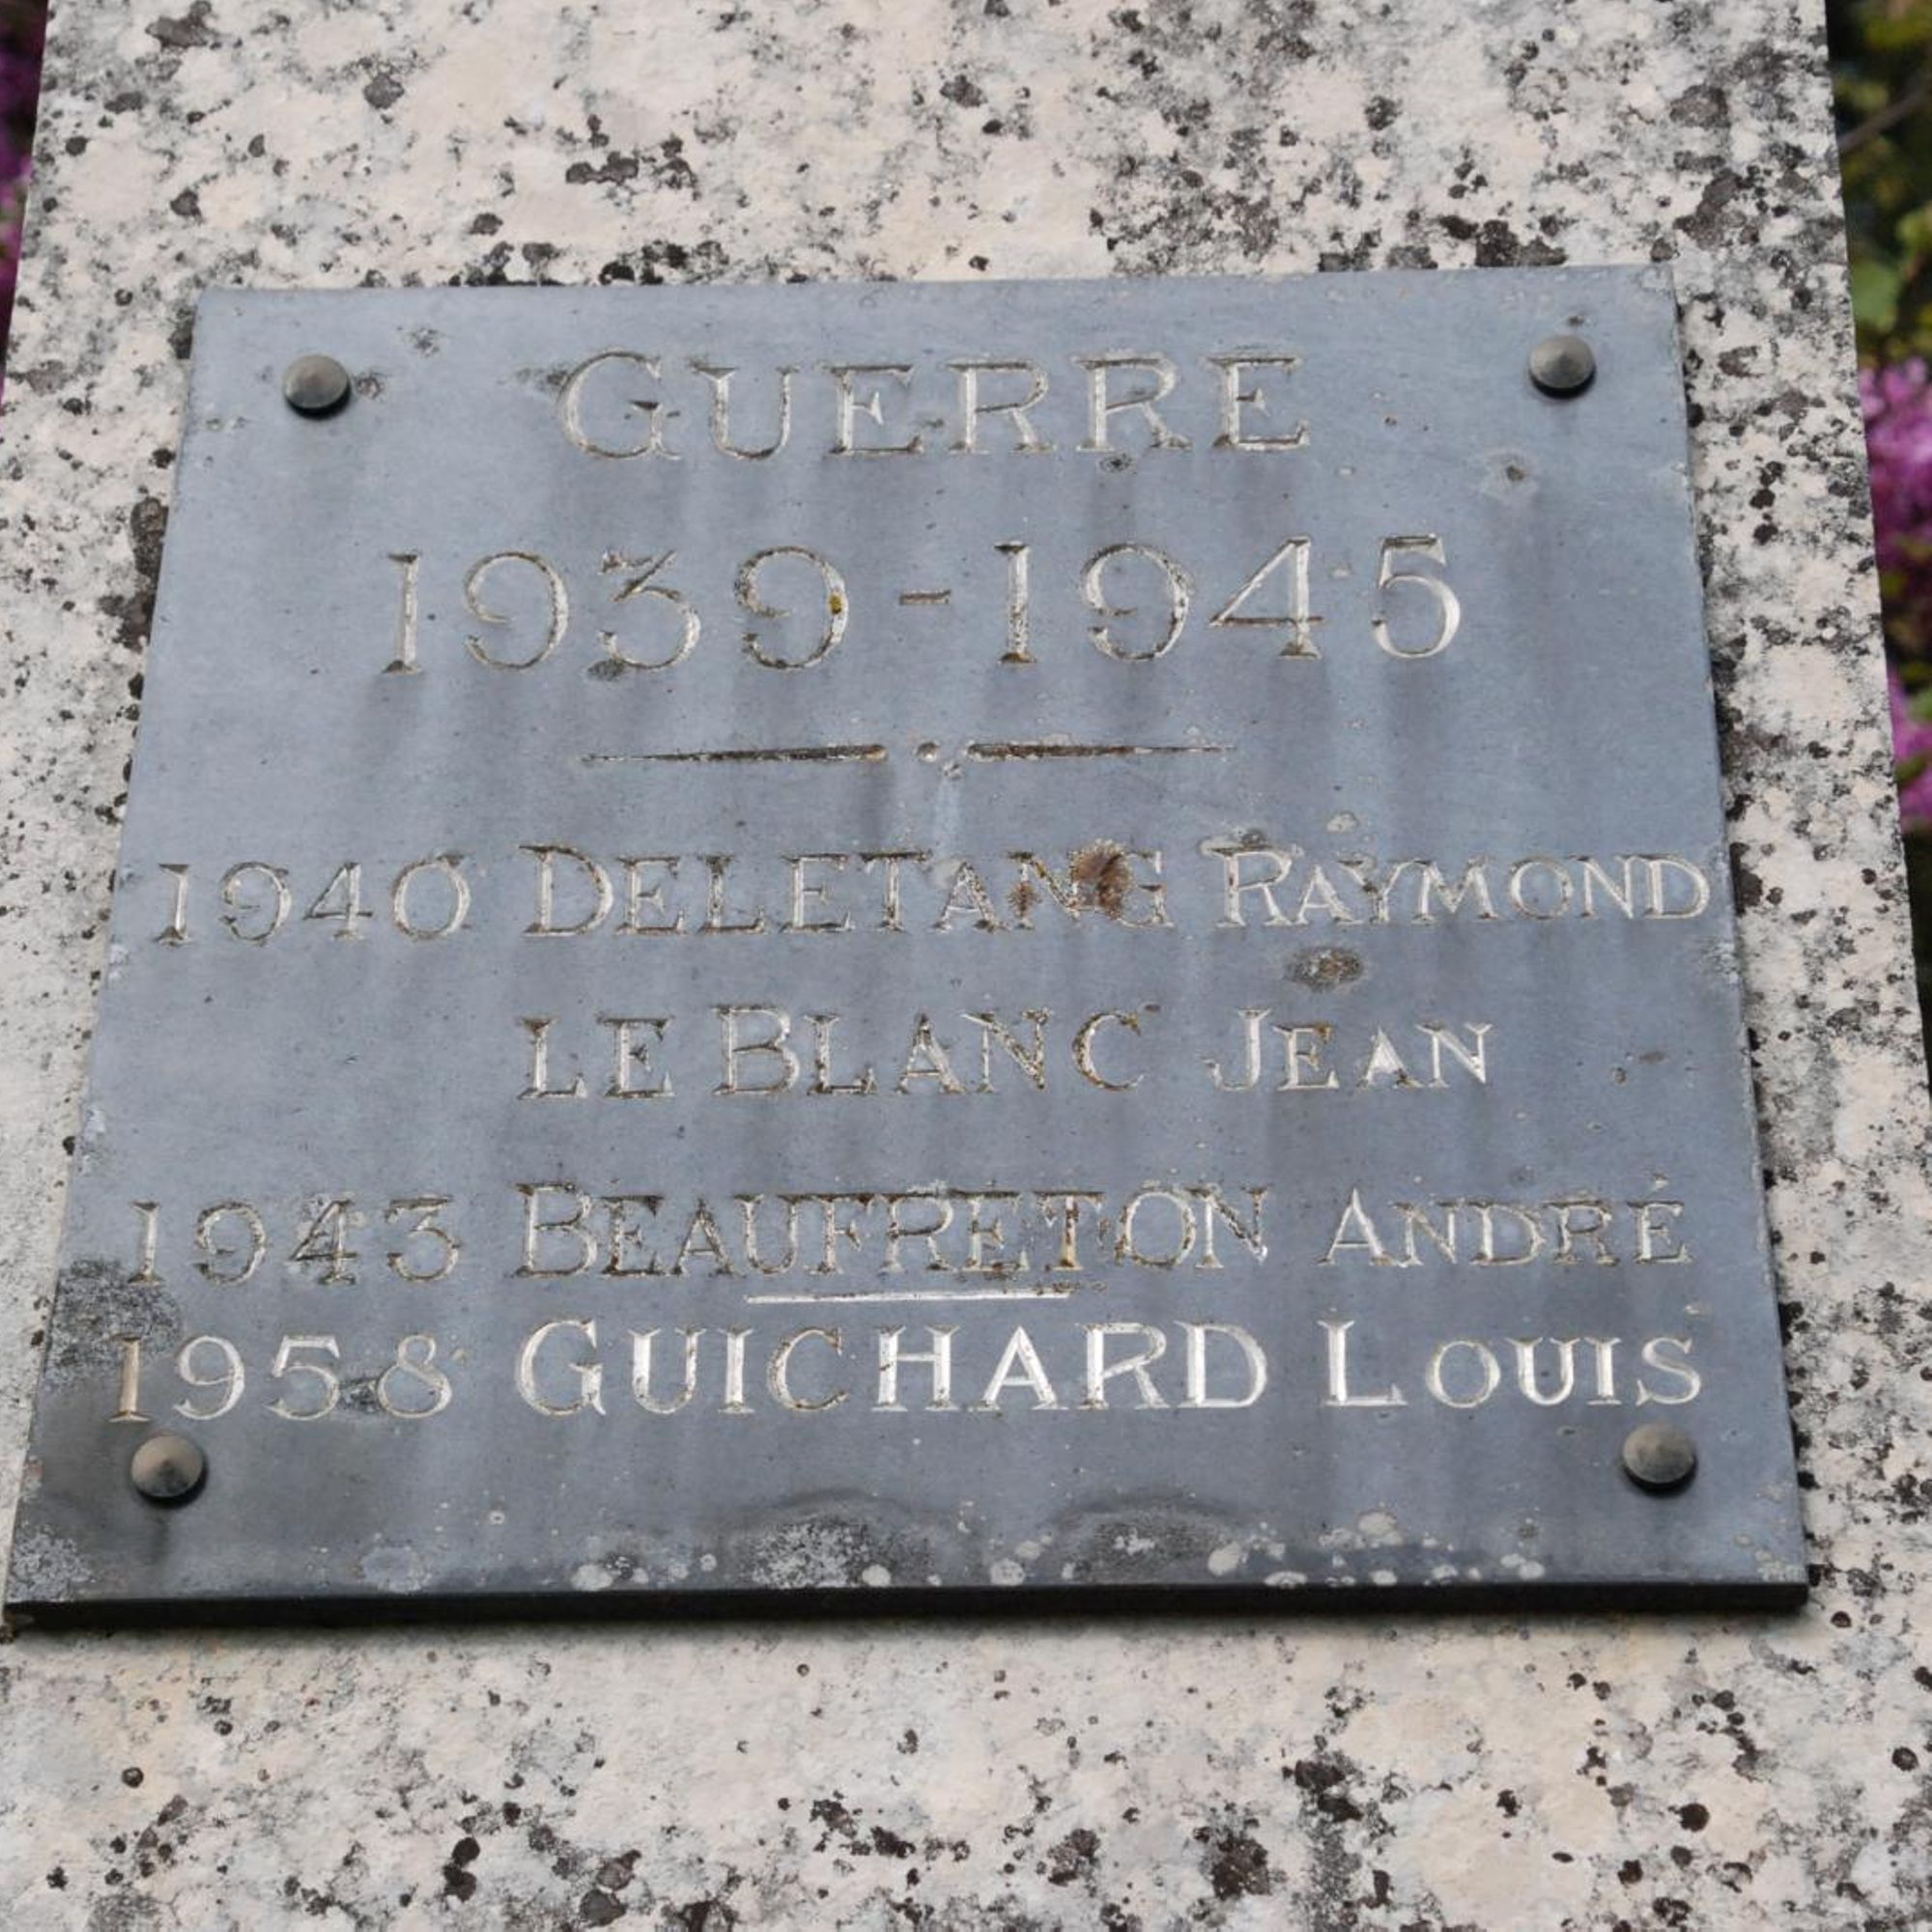 GUERRE
1939-1945
1940 DELETANG RAYMOND
LE BLANC JEAN
1943 BEAUFRETON ANDRÉ
1958 GUICHARD LOUIS